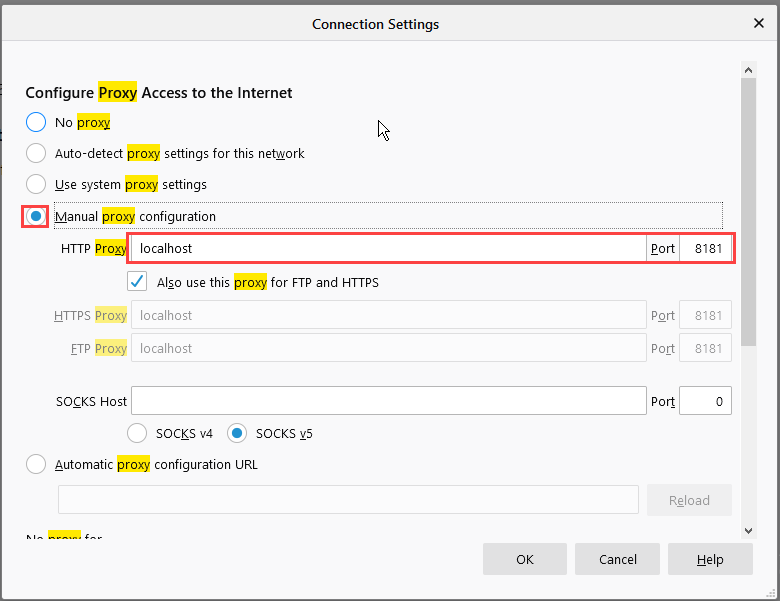 Connection Settings
Configure Proxy Access to the Internet
No proxy
Auto-detect proxy settings for this network
Use system proxy settings
Manual proxy configuration
HTTP Proxy localhost Port 8181
Also use this proxy for FTP and HTTPS
HTTPS Proxy localhost Port 8181
FTP Proxy localhost Port 8181
SOCKS Host Port 0
SOCKS v4 SOCKS v5
Automatic proxy configuration URL
Reload
No proxy for
OK Cancel Help